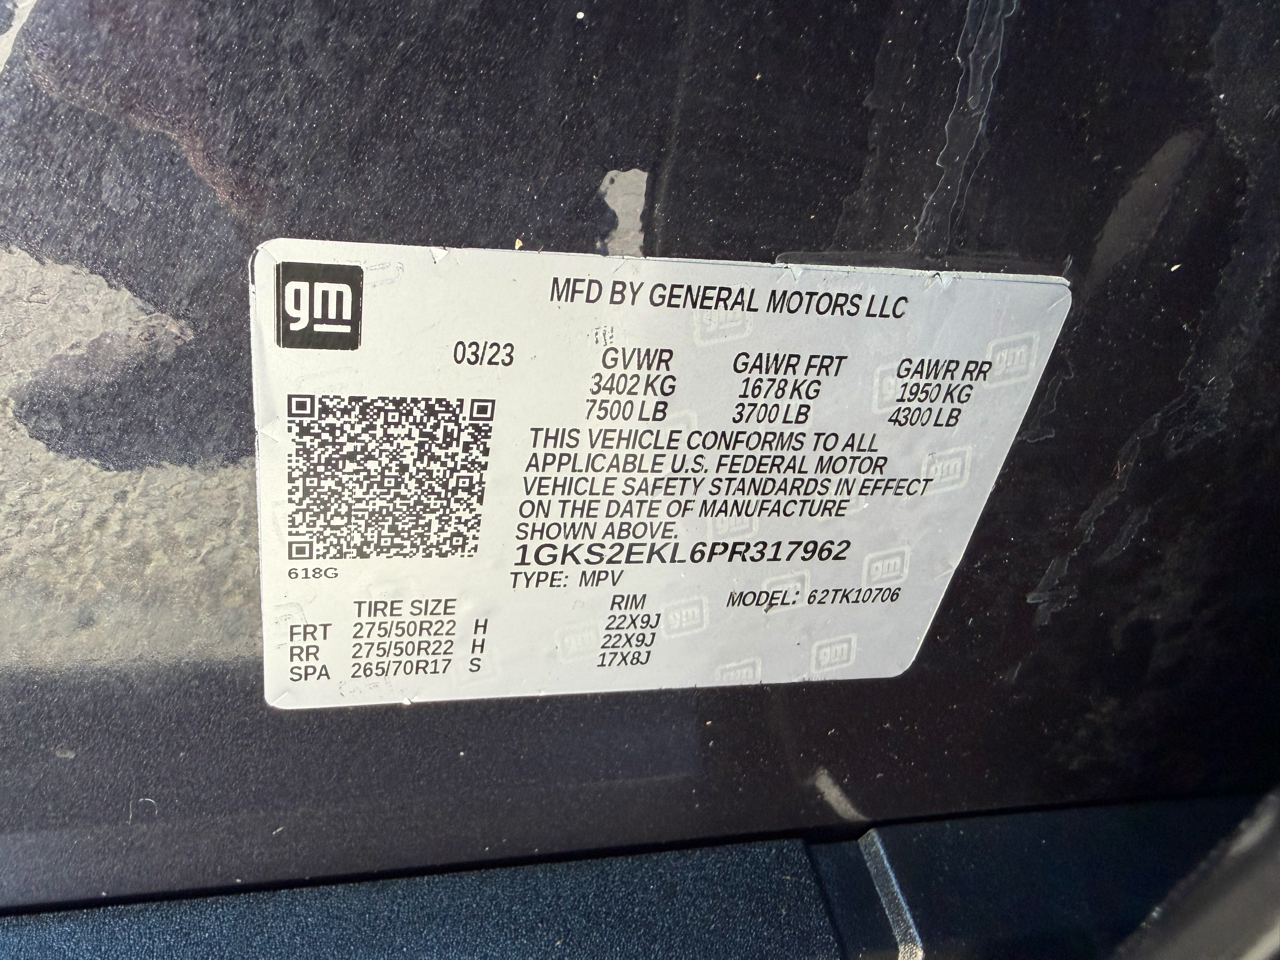 gm
MFD BY GENERAL MOTORS LLC
03/23 GVWR GAWR FRT GAWR RR
3402 KG 1678 KG 1950 KG
7500 LB 3700 LB 4300 LB
THIS VEHICLE CONFORMS TO ALL
APPLICABLE U.S. FEDERAL MOTOR
VEHICLE SAFETY STANDARDS IN EFFECT
ON THE DATE OF MANUFACTURE
SHOWN ABOVE.
1GKS2EKL6PR317962
618G
TYPE: MPV MODEL: 62TK10706
TIRE SIZE RIM
FRT 275/50R22 H 22X9J
RR 275/50R22 H 22X9J
SPA 265/70R17 S 17X8J